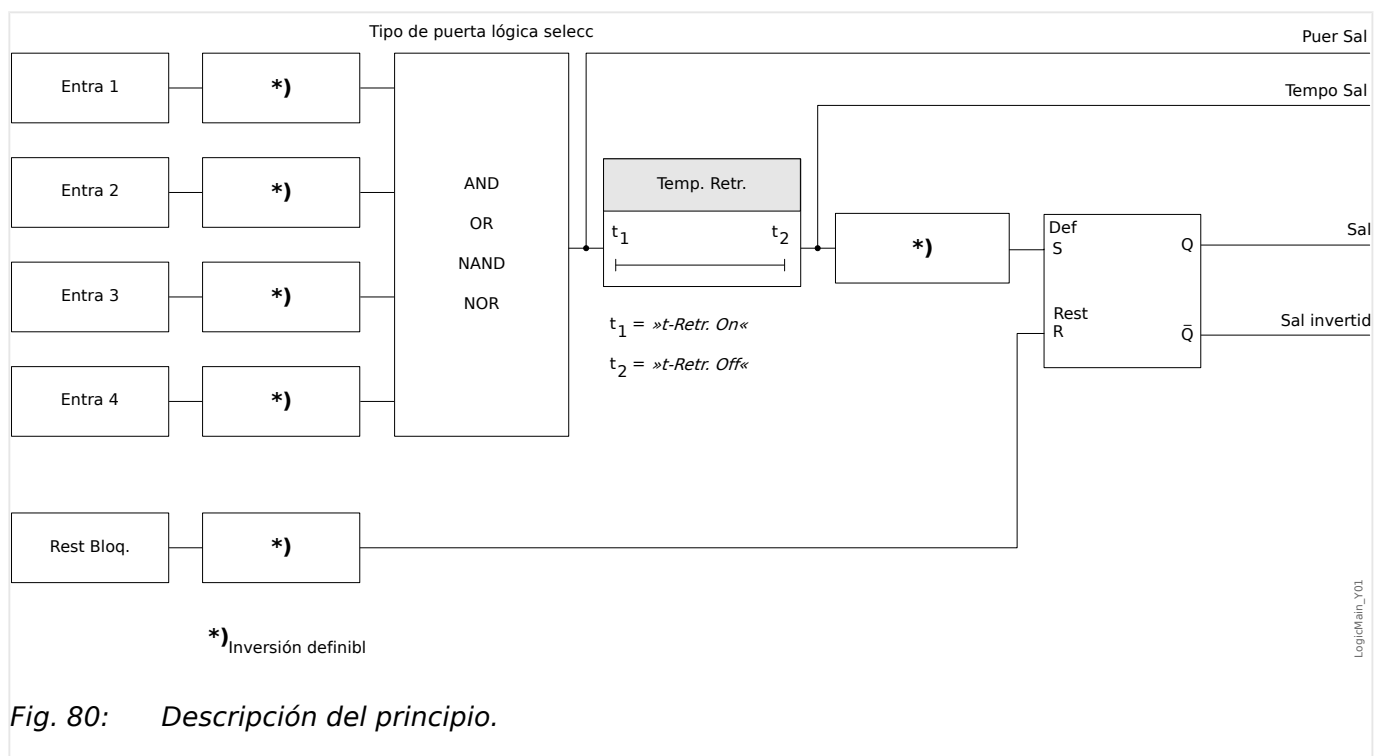 Tipo de puerta lógica selecc
Puer Sal
Tempo Sal
Entra 1
*)
Entra 2
*)
Entra 3
*)
Entra 4
*)
AND
OR
NAND
NOR
Temp. Retr.
t1
t2
t1 = »t-Retr. On«
t2 = »t-Retr. Off«
*)
Def
S
Q
Rest
R
Q̅
Sal
Sal invertid
Rest Bloq.
*)
*)Inversión definibl
LogicMain_Y01
Fig. 80: Descripción del principio.